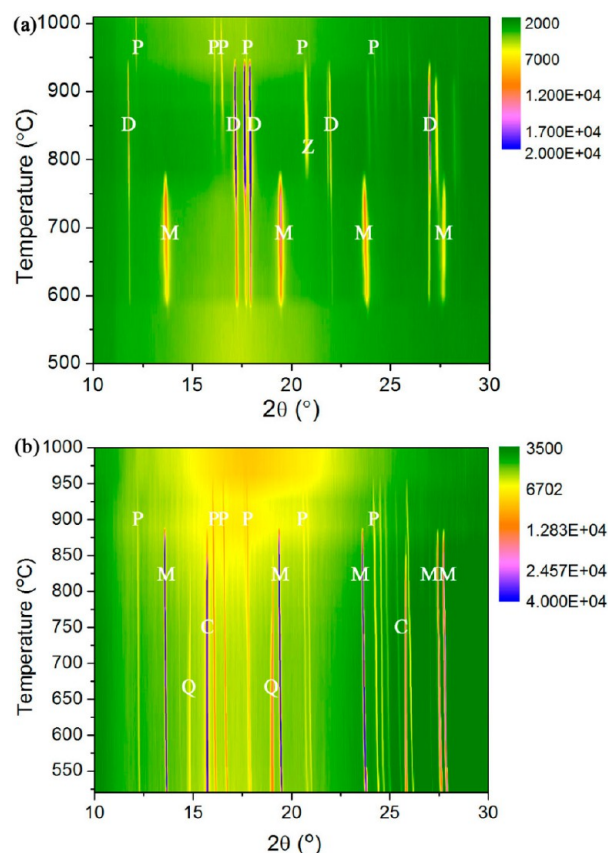 (a)
1000
900
800
700
600
500
Temperature (°C)
P PP P P P
D D D D D
Z
M M M M
10 15 20 25 30
2θ (°)
2000
7000
1.200E+04
1.700E+04
2.000E+04
(b)
1000
950
900
850
800
750
700
650
600
550
Temperature (°C)
P PP P P P
M M M MM
C C
Q Q
10 15 20 25 30
2θ (°)
3500
6702
1.283E+04
2.457E+04
4.000E+04